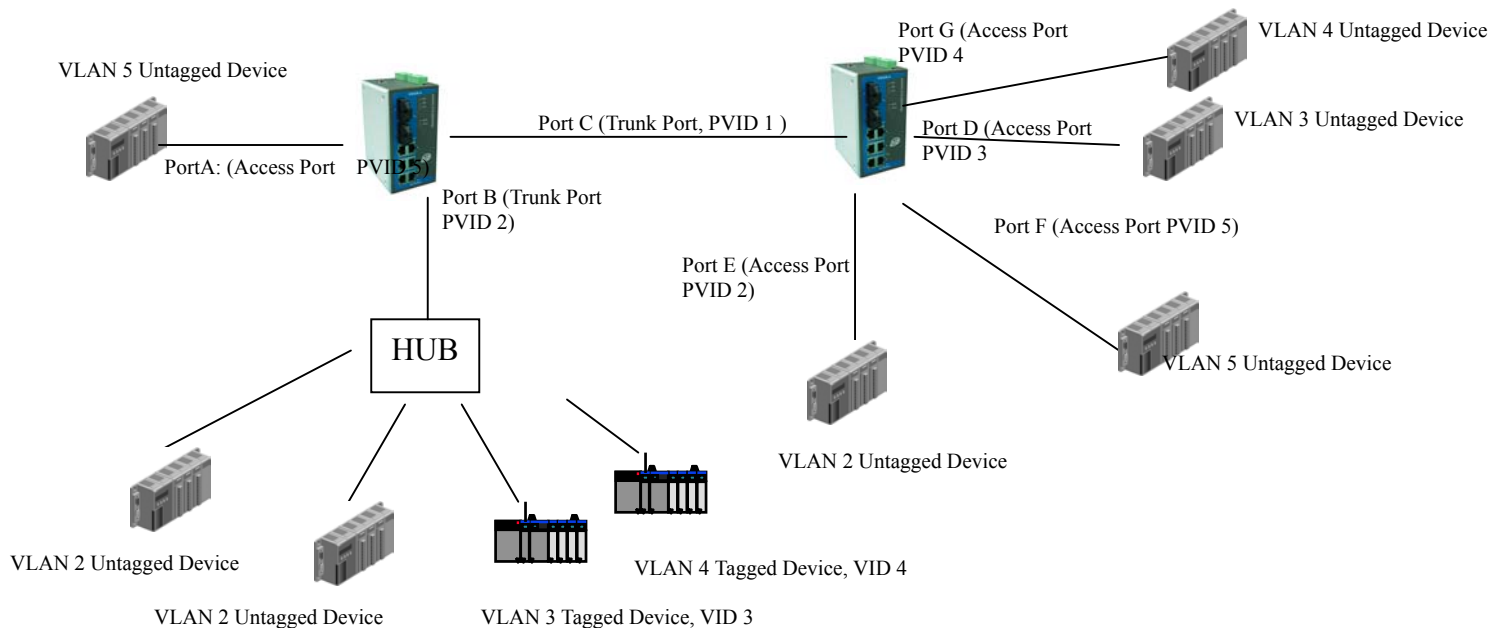 Port G (Access Port
PVID 4
VLAN 4 Untagged Device
VLAN 5 Untagged Device
Port C (Trunk Port, PVID 1 )
Port D (Access Port
PVID 3
VLAN 3 Untagged Device
PortA: (Access Port PVID 5)
Port B (Trunk Port
PVID 2)
Port F (Access Port PVID 5)
Port E (Access Port
PVID 2)
HUB
VLAN 5 Untagged Device
VLAN 2 Untagged Device
VLAN 2 Untagged Device
VLAN 4 Tagged Device, VID 4
VLAN 2 Untagged Device
VLAN 3 Tagged Device, VID 3